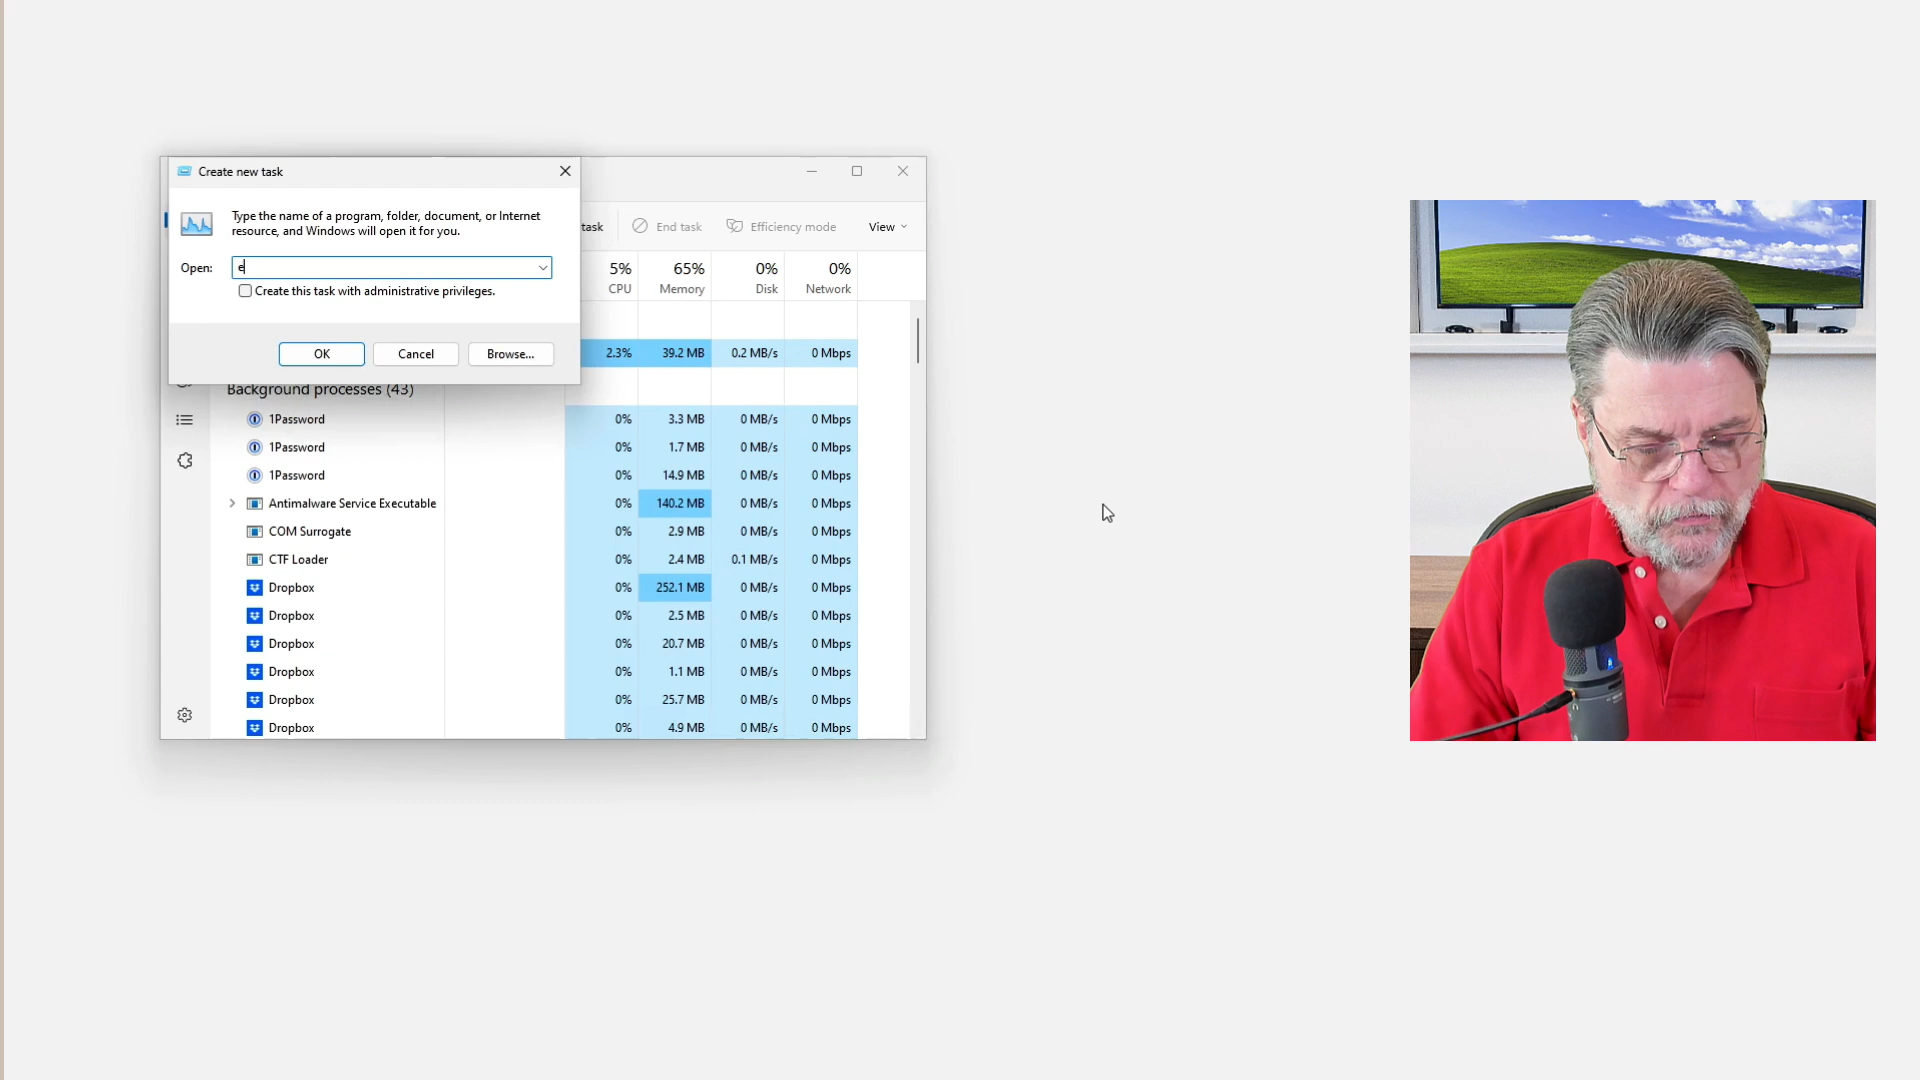 Create new task
Type the name of a program, folder, document, or Internet
resource, and Windows will open it for you.
Open: e
Create this task with administrative privileges.
OK Cancel Browse...
task End task Efficiency mode View
5% 65% 0% 0%
CPU Memory Disk Network
2.3% 39.2 MB 0.2 MB/s 0 Mbps
Background processes (43)
1Password 0% 3.3 MB 0 MB/s 0 Mbps
1Password 0% 1.7 MB 0 MB/s 0 Mbps
1Password 0% 14.9 MB 0 MB/s 0 Mbps
Antimalware Service Executable 0% 140.2 MB 0 MB/s 0 Mbps
COM Surrogate 0% 2.9 MB 0 MB/s 0 Mbps
CTF Loader 0% 2.4 MB 0.1 MB/s 0 Mbps
Dropbox 0% 252.1 MB 0 MB/s 0 Mbps
Dropbox 0% 2.5 MB 0 MB/s 0 Mbps
Dropbox 0% 20.7 MB 0 MB/s 0 Mbps
Dropbox 0% 1.1 MB 0 MB/s 0 Mbps
Dropbox 0% 25.7 MB 0 MB/s 0 Mbps
Dropbox 0% 4.9 MB 0 MB/s 0 Mbps